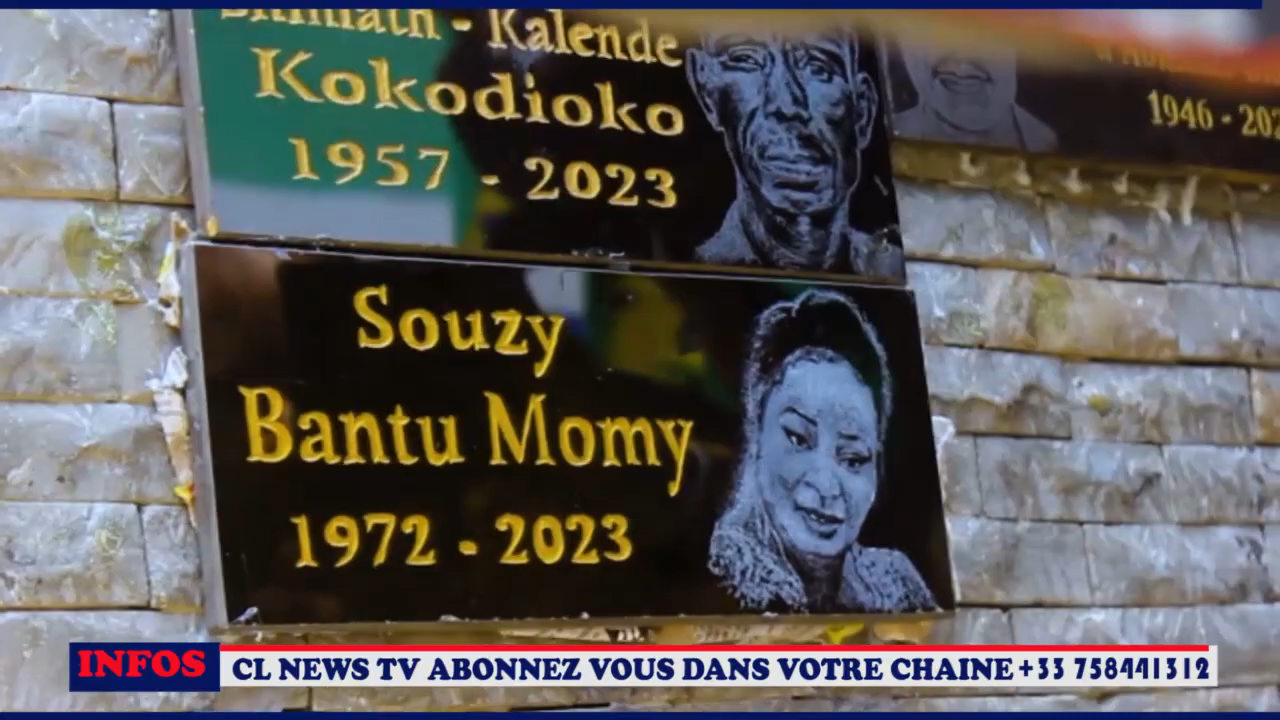 Kalende
Kokodioko
1957 - 2023
1946 - 202
Souzy
Bantu Momy
1972 - 2023
INFOS CL NEWS TV ABONNEZ VOUS DANS VOTRE CHAINE +33 758441312